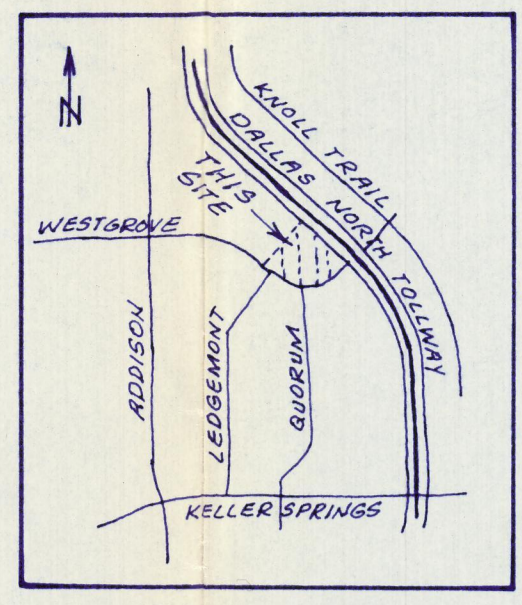 N
KNOLL TRAIL
DALLAS NORTH TOLLWAY
THIS
SITE
WESTGROVE
ADDISON
LEDGEMONT
QUORUM
KELLER SPRINGS